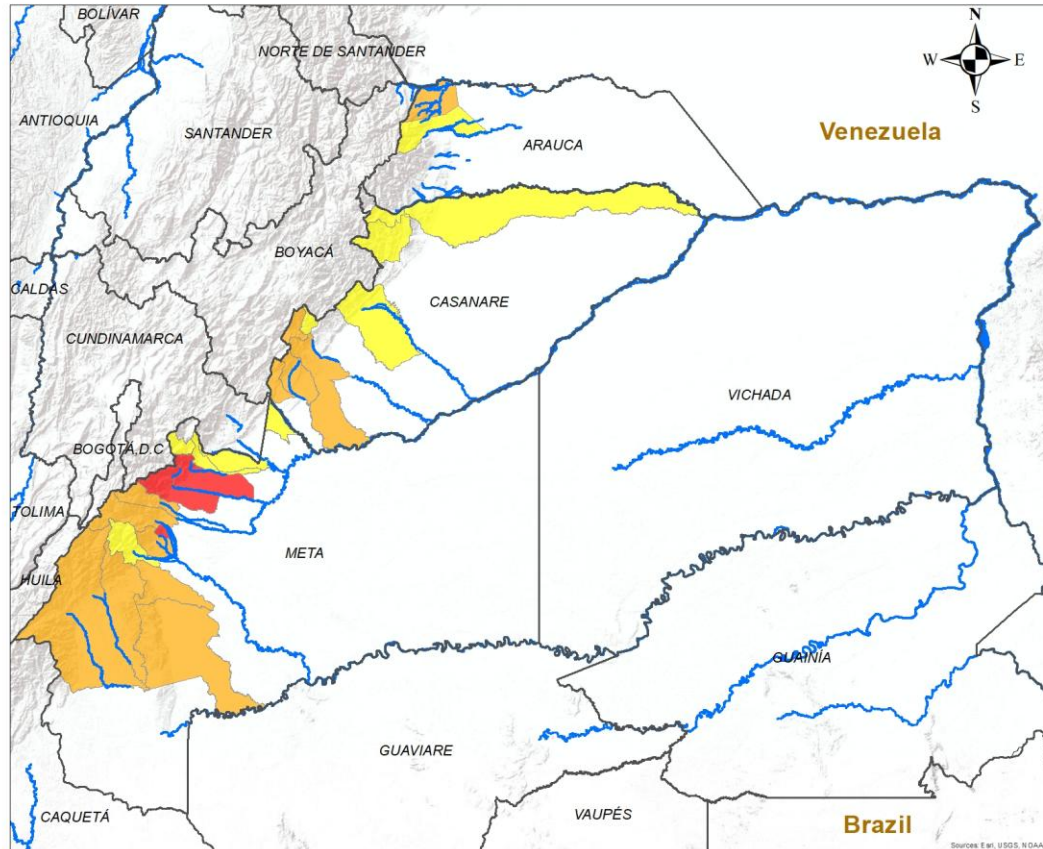 BOLÍVAR
NORTE DE SANTANDER
N
W
E
S
ANTIOQUIA
SANTANDER
ARAUCA
Venezuela
BOYACÁ
CALDAS
CASANARE
CUNDINAMARCA
VICHADA
BOGOTÁ,D.C
TOLIMA
META
HUILA
GUAINÍA
GUAVIARE
CAQUETÁ
VAUPÉS
Brazil
Sources: Esri, USGS, NOAA